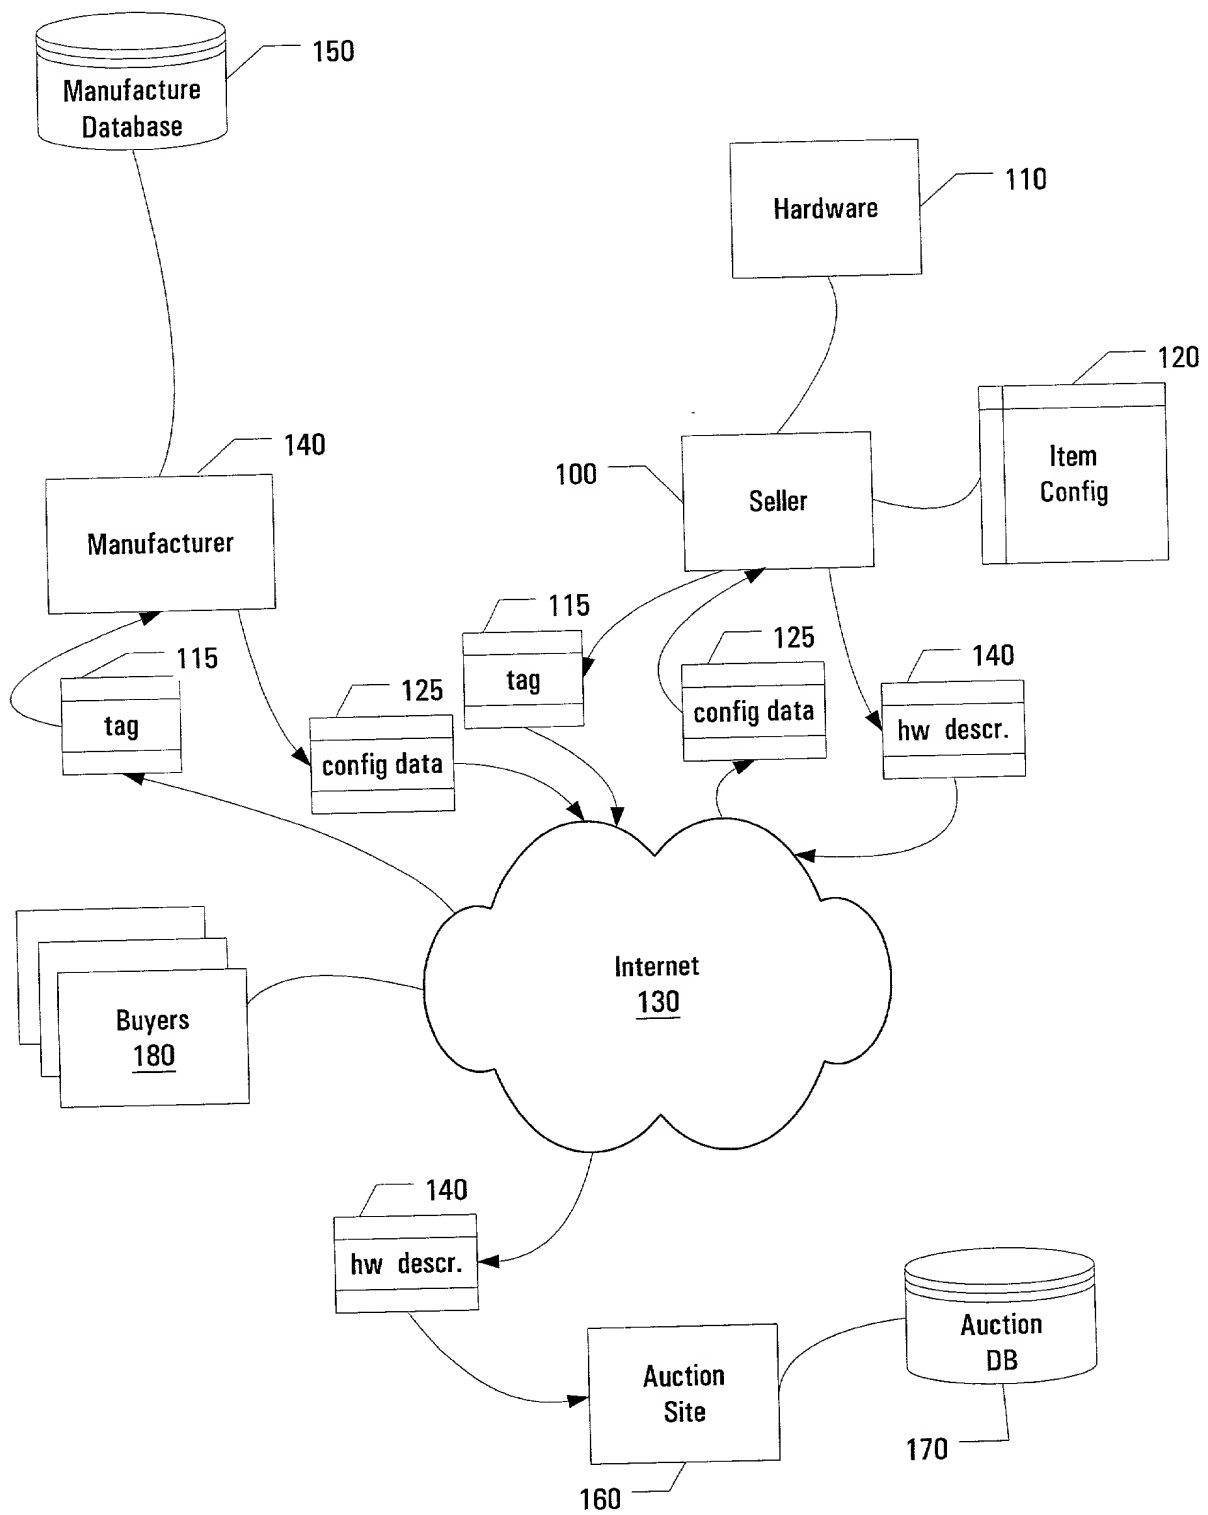 150
Manufacture
Database
Hardware
110
120
Item
Config
140
Manufacturer
100
Seller
115
tag
125
config data
115
tag
125
config data
140
hw descr.
Internet
130
Buyers
180
140
hw descr.
Auction
Site
160
Auction
DB
170